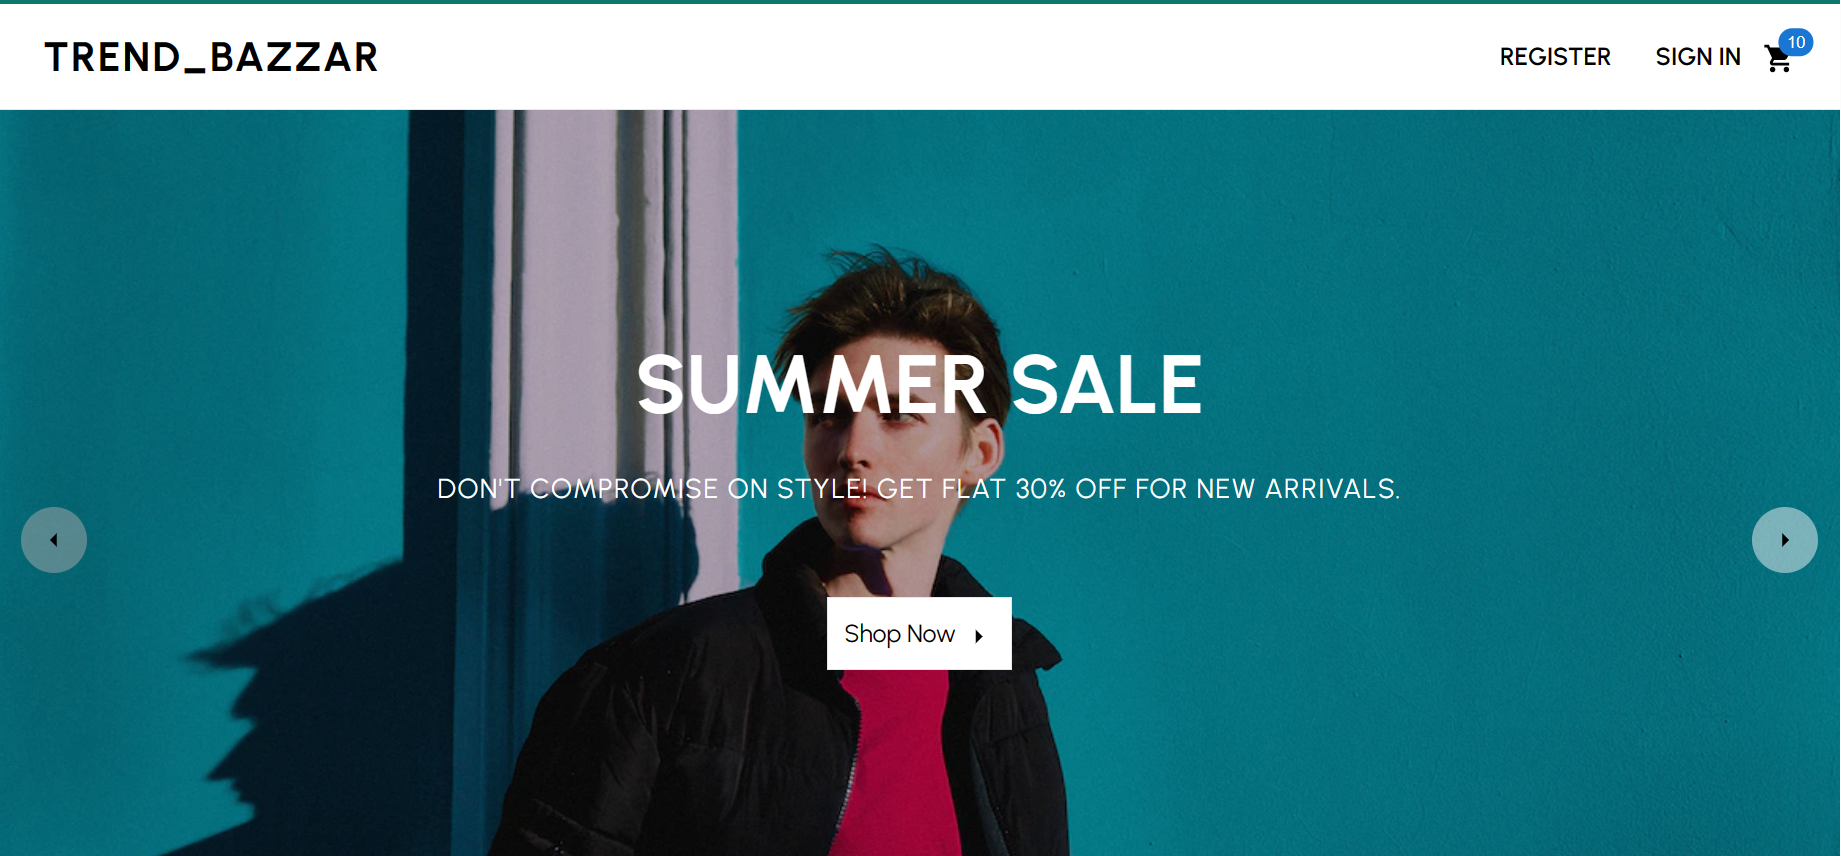 TREND_BAZZAR
REGISTER
SIGN IN
10
SUMMER SALE
DON'T COMPROMISE ON STYLE! GET FLAT 30% OFF FOR NEW ARRIVALS.
Shop Now